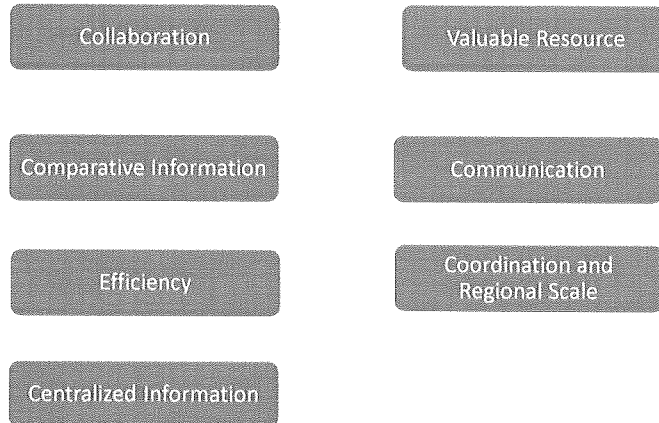 Collaboration
Comparative Information
Efficiency
Centralized Information
Valuable Resource
Communication
Coordination and
Regional Scale